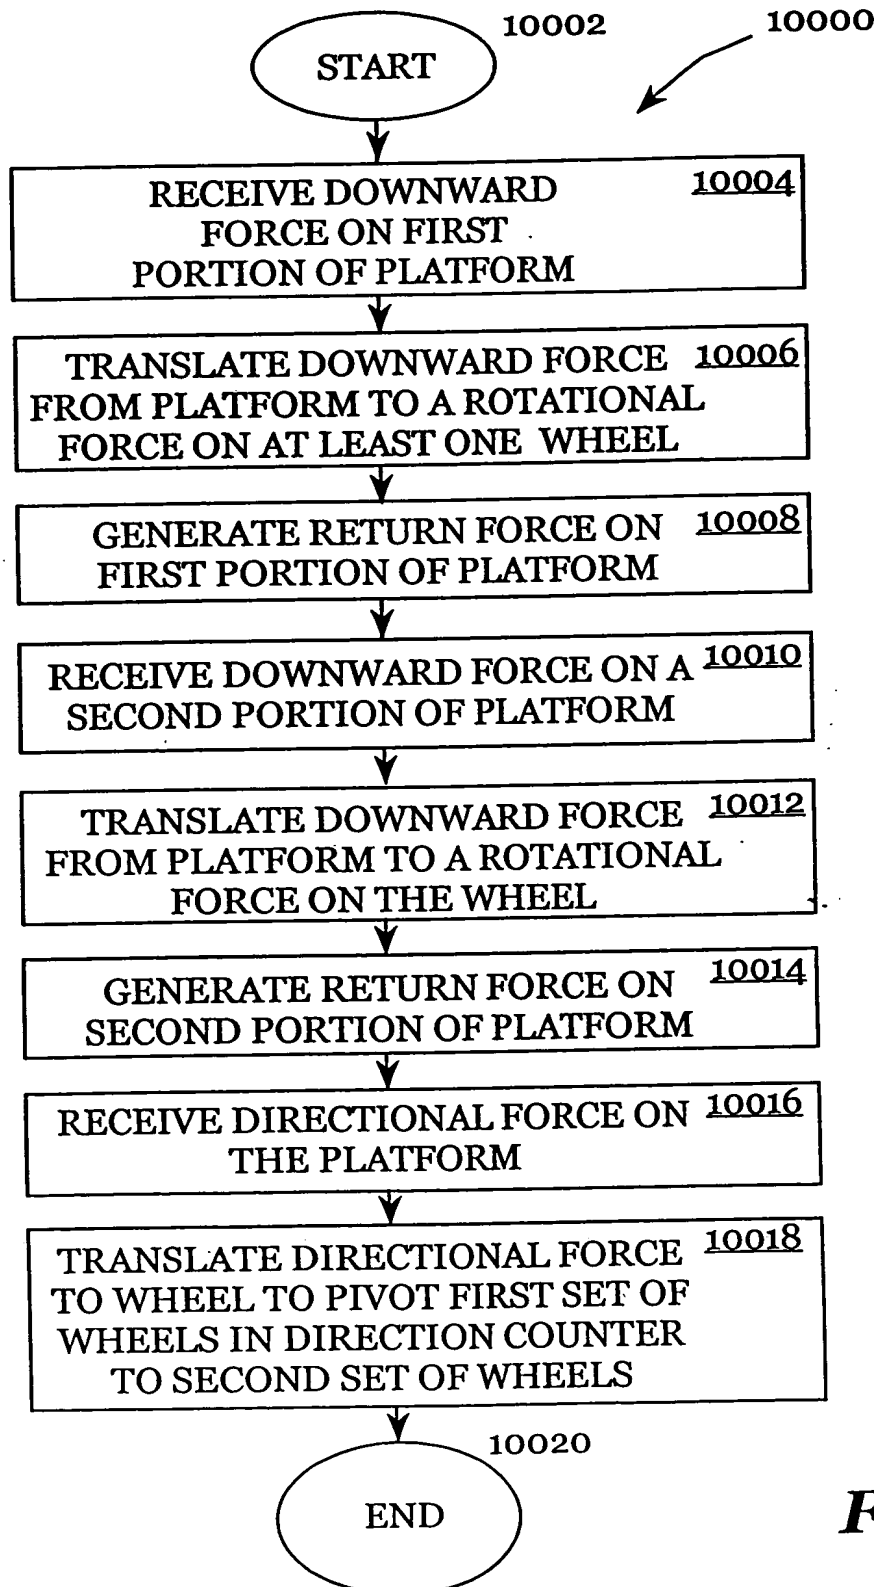 10002
10000
START
RECEIVE DOWNWARD 10004
FORCE ON FIRST
PORTION OF PLATFORM
TRANSLATE DOWNWARD FORCE 10006
FROM PLATFORM TO A ROTATIONAL
FORCE ON AT LEAST ONE WHEEL
GENERATE RETURN FORCE ON 10008
FIRST PORTION OF PLATFORM
RECEIVE DOWNWARD FORCE ON A 10010
SECOND PORTION OF PLATFORM
TRANSLATE DOWNWARD FORCE 10012
FROM PLATFORM TO A ROTATIONAL
FORCE ON THE WHEEL
GENERATE RETURN FORCE ON 10014
SECOND PORTION OF PLATFORM
RECEIVE DIRECTIONAL FORCE ON 10016
THE PLATFORM
TRANSLATE DIRECTIONAL FORCE 10018
TO WHEEL TO PIVOT FIRST SET OF
WHEELS IN DIRECTION COUNTER
TO SECOND SET OF WHEELS
10020
END
F